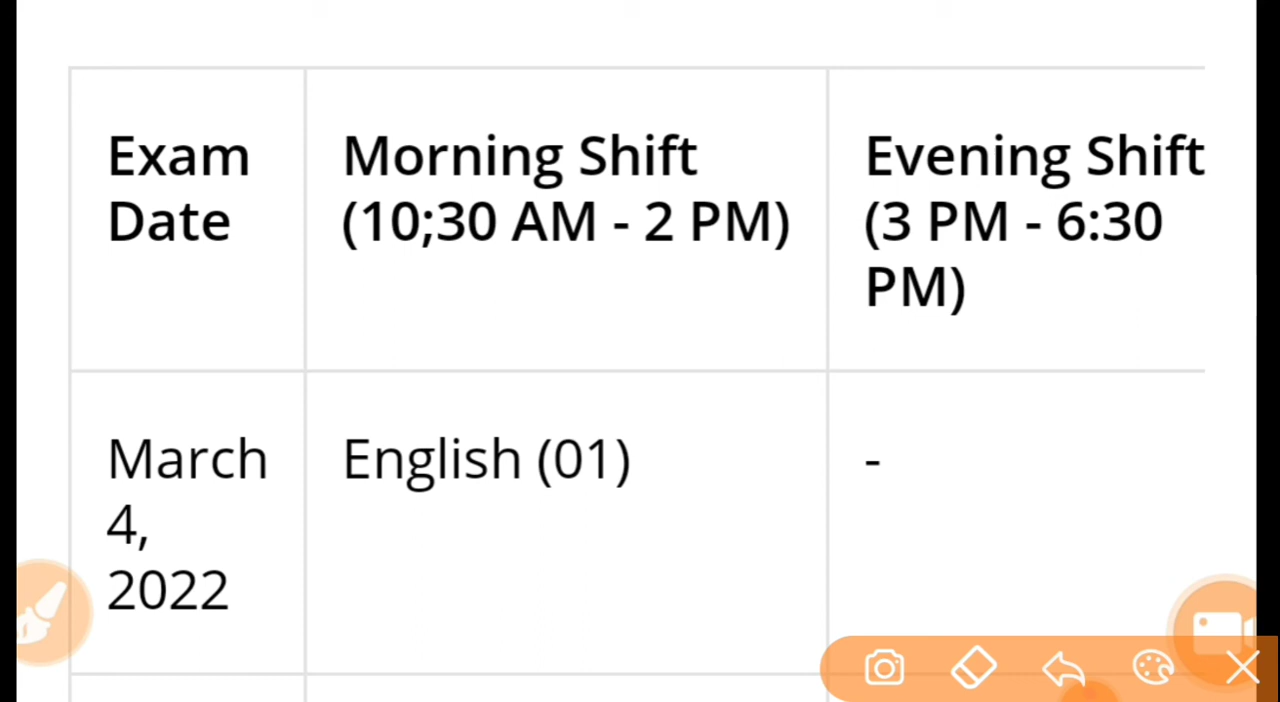 Exam
Date
Morning Shift
(10;30 AM - 2 PM)
Evening Shift
(3 PM - 6:30
PM)
March
4,
2022
English (01)
-